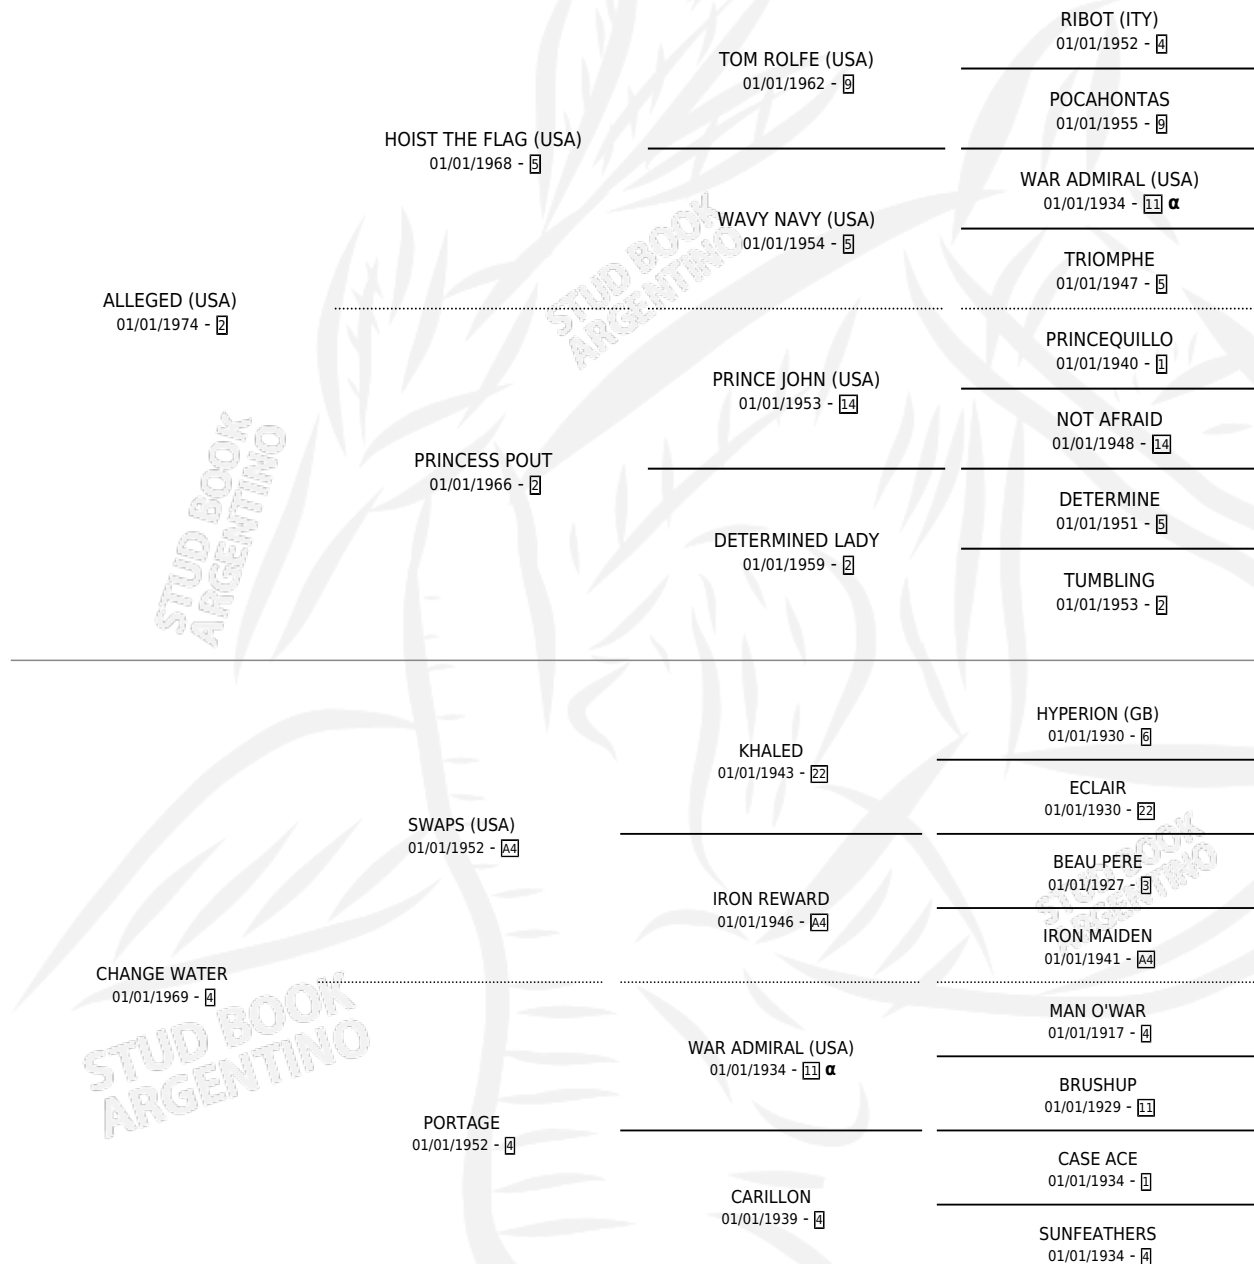 RIBOT (ITY)
01/01/1952 - 4
TOM ROLFE (USA)
01/01/1962 - 9
POCAHONTAS
01/01/1955 - 9
HOIST THE FLAG (USA)
01/01/1968 - 5
WAR ADMIRAL (USA)
01/01/1934 - 11 α
WAVY NAVY (USA)
01/01/1954 - 5
TRIOMPHE
01/01/1947 - 5
STUD BOOK
ARGENTINO
ALLEGED (USA)
01/01/1974 - 2
PRINCEQUILLO
01/01/1940 - 1
PRINCE JOHN (USA)
01/01/1953 - 14
NOT AFRAID
01/01/1948 - 14
PRINCESS POUT
01/01/1966 - 2
DETERMINE
01/01/1951 - 5
DETERMINED LADY
01/01/1959 - 2
TUMBLING
01/01/1953 - 2
STUD BOOK
ARGENTINO
HYPERION (GB)
01/01/1930 - 6
KHALED
01/01/1943 - 22
ECLAIR
01/01/1930 - 22
SWAPS (USA)
01/01/1952 - A4
BEAU PERE
01/01/1927 - 3
IRON REWARD
01/01/1946 - A4
IRON MAIDEN
01/01/1941 - A4
STUD BOOK
ARGENTINO
CHANGE WATER
01/01/1969 - 4
MAN O'WAR
01/01/1917 - 4
WAR ADMIRAL (USA)
01/01/1934 - 11 α
BRUSHUP
01/01/1929 - 11
STUD BOOK
ARGENTINO
PORTAGE
01/01/1952 - 4
CASE ACE
01/01/1934 - 1
CARILLON
01/01/1939 - 4
SUNFEATHERS
01/01/1934 - 4